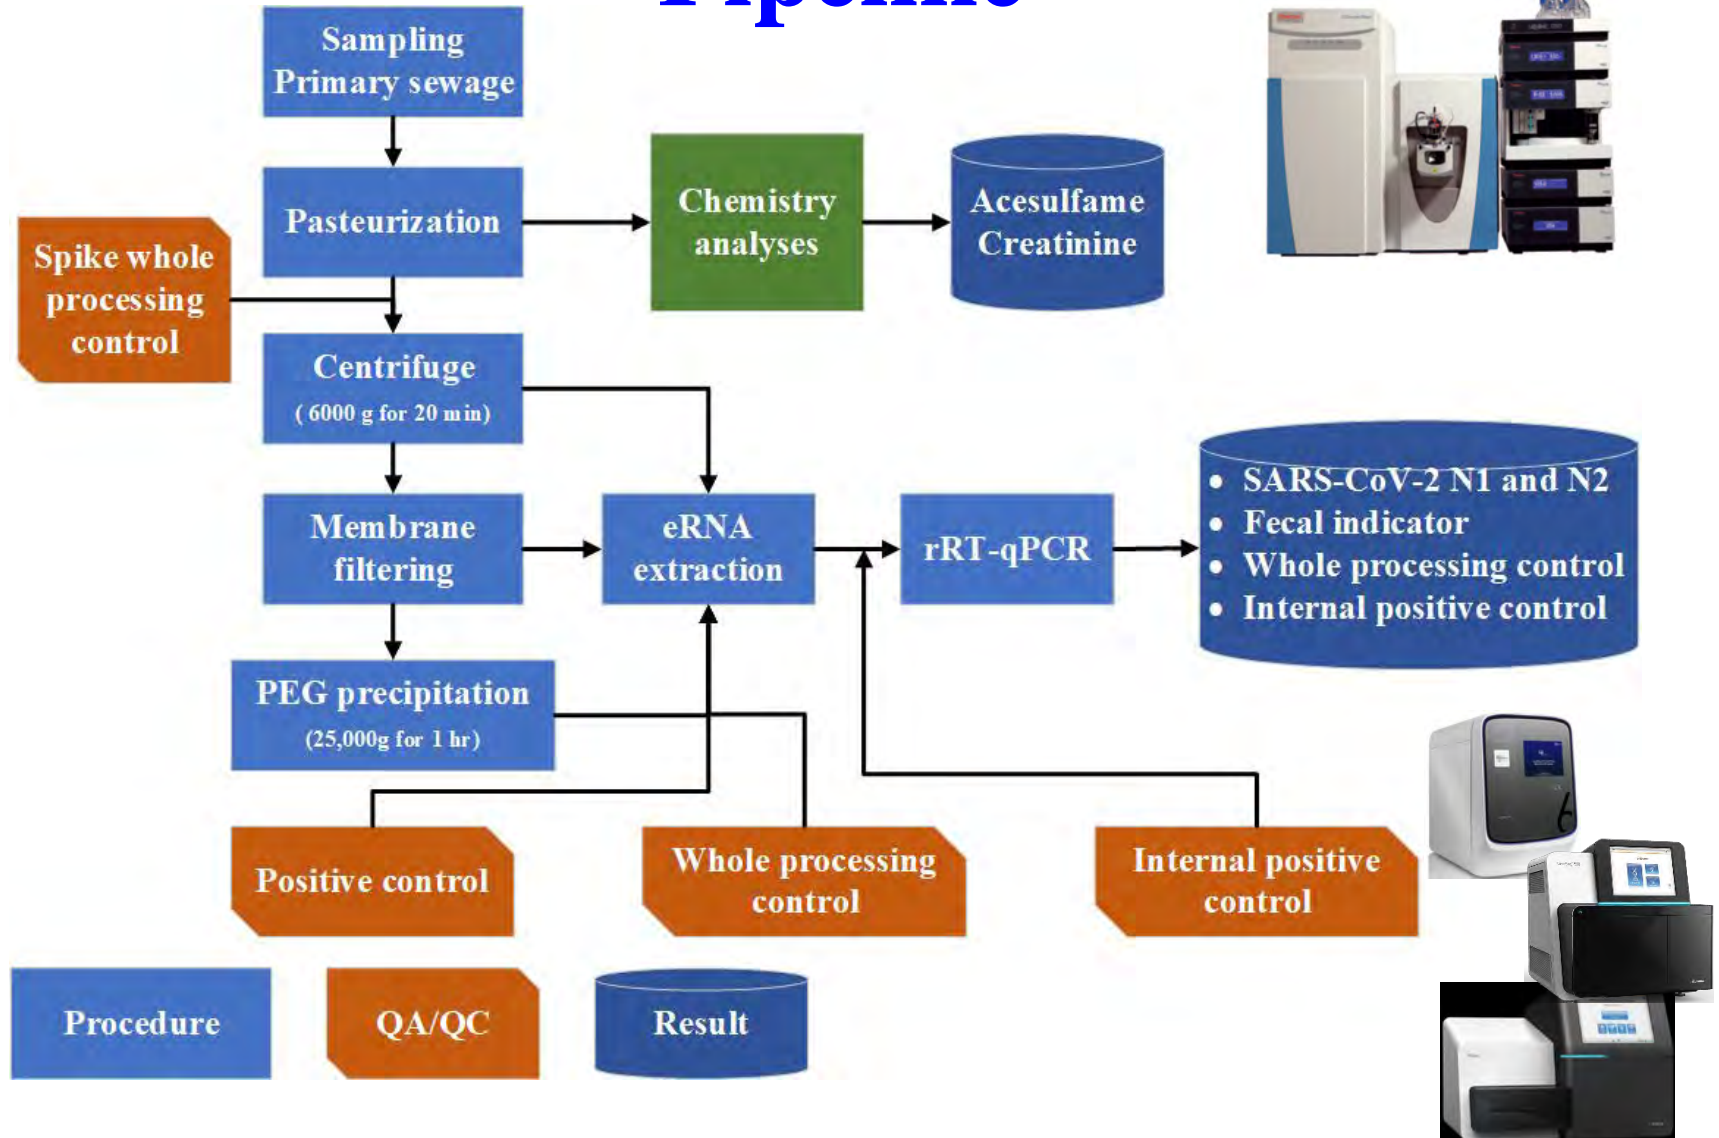 Pipeline
Sampling
Primary sewage
Pasteurization
Chemistry
analyses
Acesulfame
Creatinine
Spike whole
processing
control
Centrifuge
( 6000 g for 20 min)
Membrane
filtering
eRNA
extraction
rRT-qPCR
• SARS-CoV-2 N1 and N2
• Fecal indicator
• Whole processing control
• Internal positive control
PEG precipitation
(25,000g for 1 hr)
Positive control
Whole processing
control
Internal positive
control
6
Procedure
QA/QC
Result